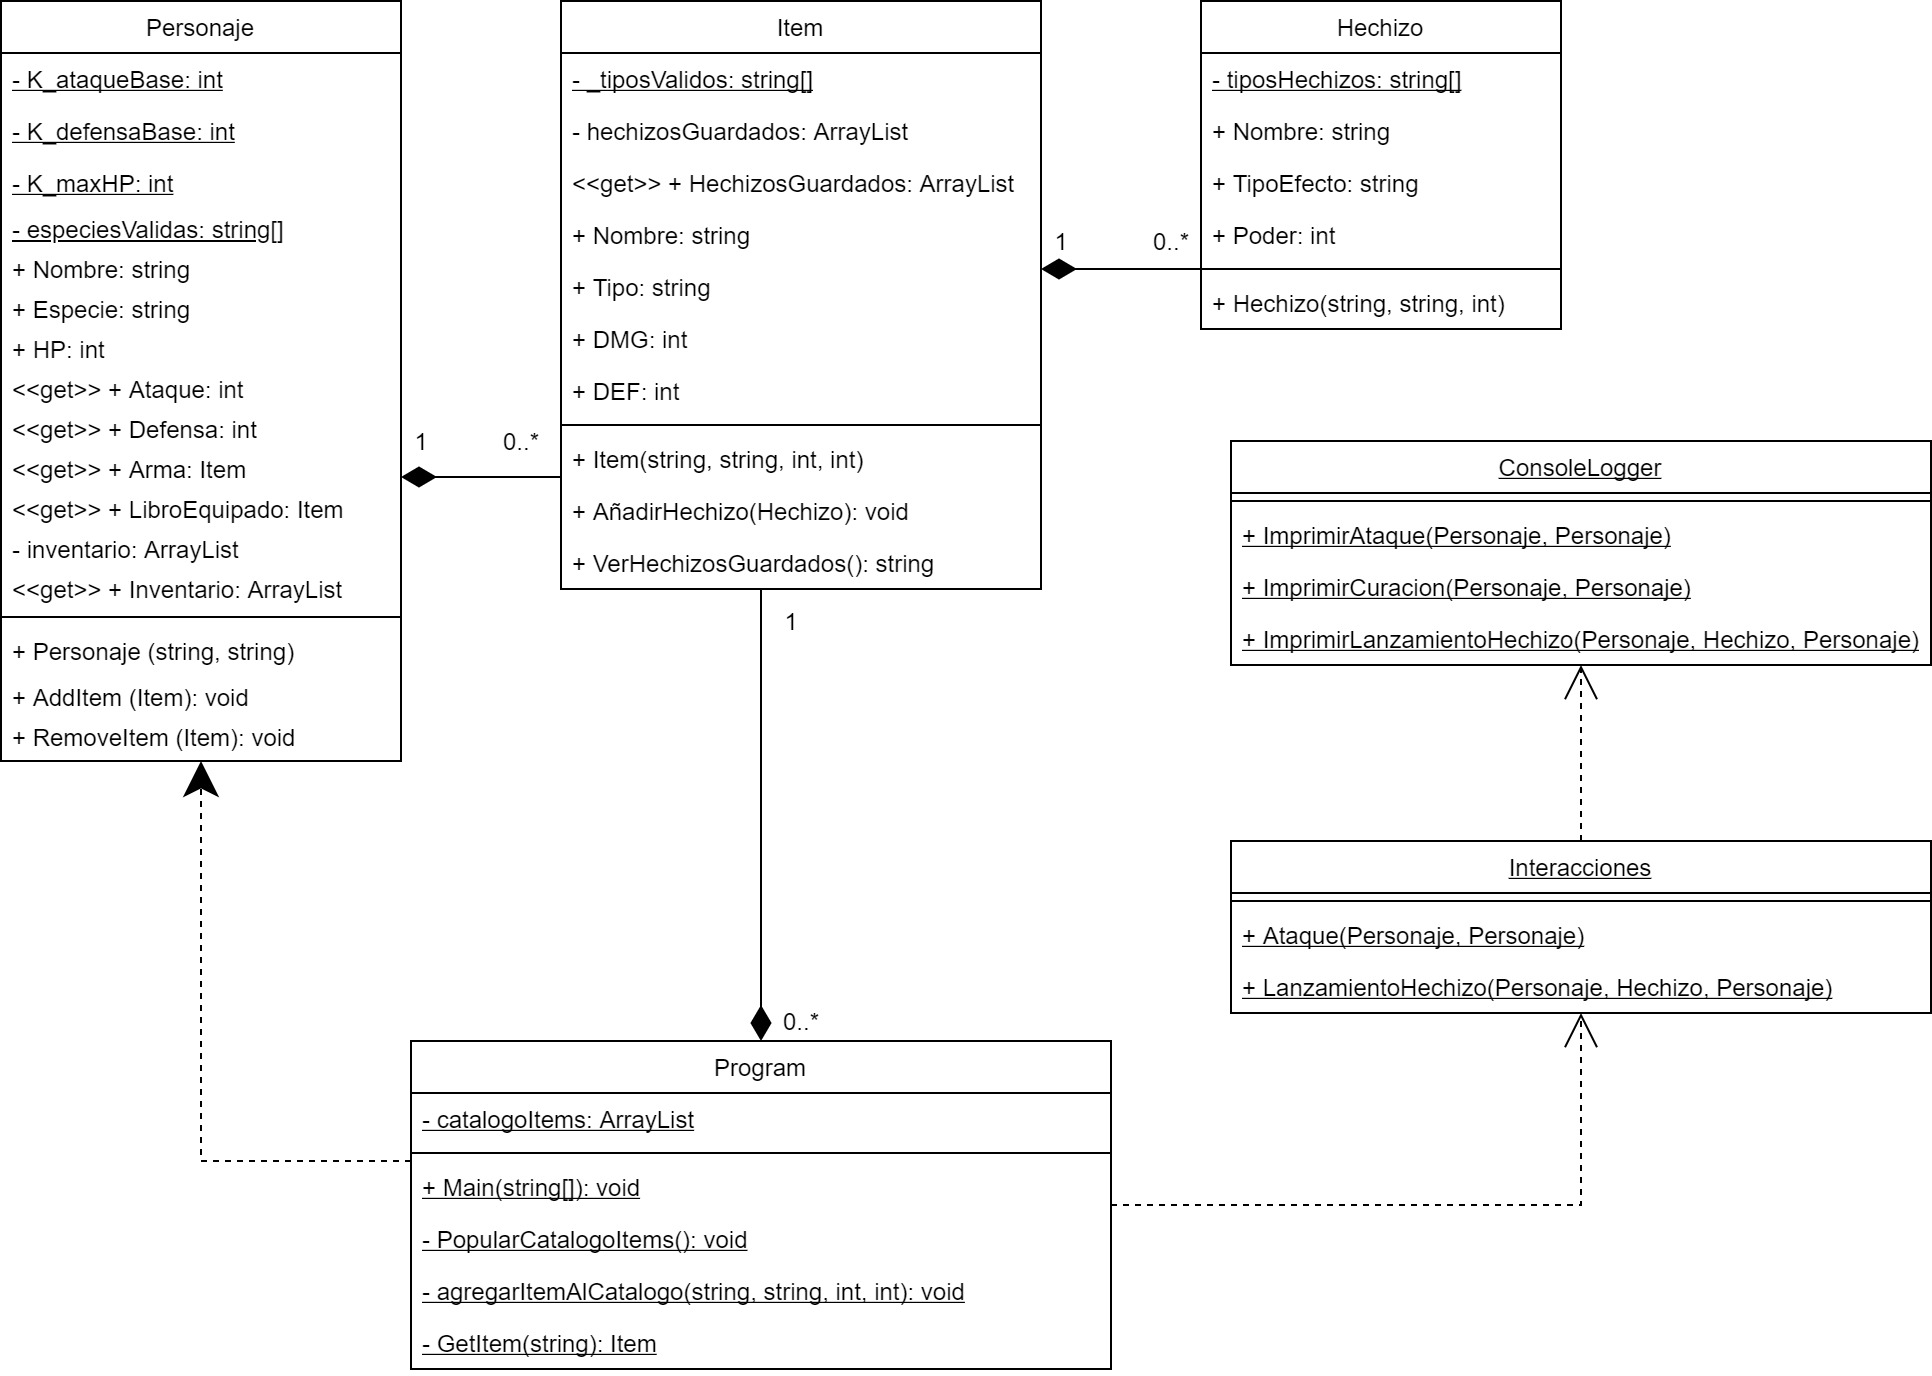 Personaje
- K_ataqueBase: int
- K_defensaBase: int
- K_maxHP: int
- especiesValidas: string[]
+ Nombre: string
+ Especie: string
+ HP: int
<<get>> + Ataque: int
<<get>> + Defensa: int
<<get>> + Arma: Item
<<get>> + LibroEquipado: Item
- inventario: ArrayList
<<get>> + Inventario: ArrayList
+ Personaje (string, string)
+ AddItem (Item): void
+ RemoveItem (Item): void
1
0..*
Item
- _tiposValidos: string[]
- hechizosGuardados: ArrayList
<<get>> + HechizosGuardados: ArrayList
+ Nombre: string
+ Tipo: string
+ DMG: int
+ DEF: int
+ Item(string, string, int, int)
+ AñadirHechizo(Hechizo): void
+ VerHechizosGuardados(): string
1
0..*
Hechizo
- tiposHechizos: string[]
+ Nombre: string
+ TipoEfecto: string
+ Poder: int
+ Hechizo(string, string, int)
ConsoleLogger
+ ImprimirAtaque(Personaje, Personaje)
+ ImprimirCuracion(Personaje, Personaje)
+ ImprimirLanzamientoHechizo(Personaje, Hechizo, Personaje)
Interacciones
+ Ataque(Personaje, Personaje)
+ LanzamientoHechizo(Personaje, Hechizo, Personaje)
1
0..*
Program
- catalogoItems: ArrayList
+ Main(string[]): void
- PopularCatalogoItems(): void
- agregarItemAlCatalogo(string, string, int, int): void
- GetItem(string): Item